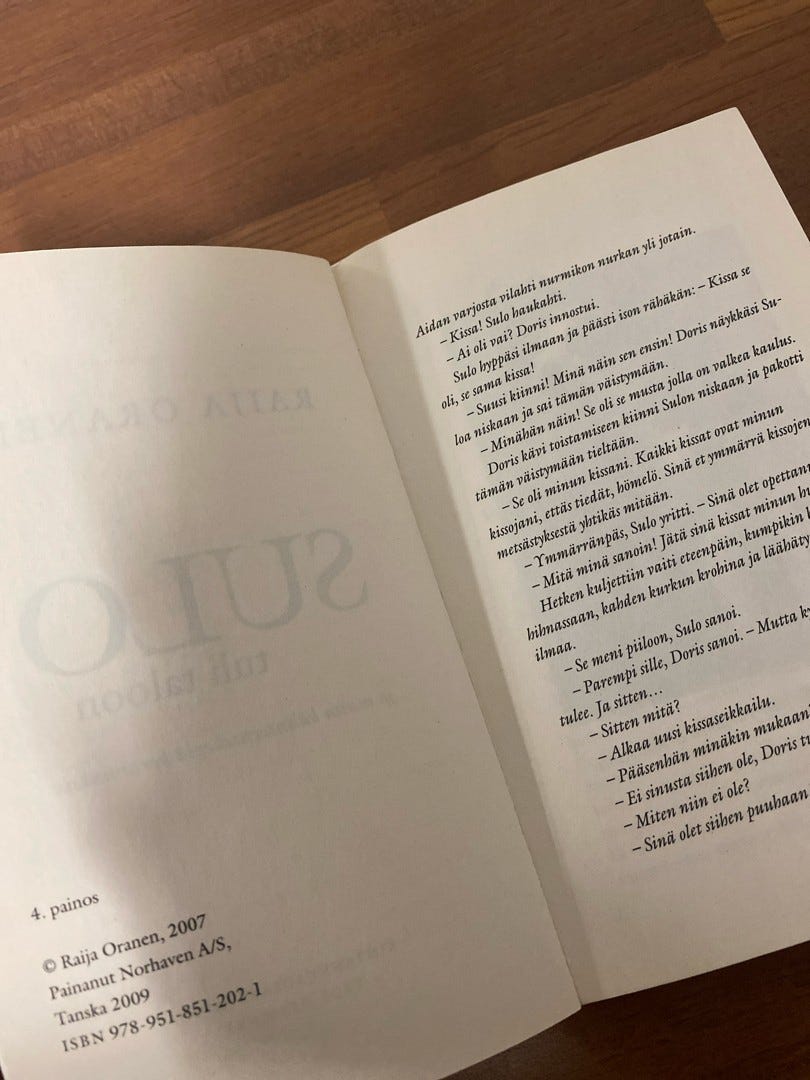 4. painos
© Raija Oranen, 2007
Painanut Norhaven A/S,
Tanska 2009
ISBN 978-951-851-202-1
Aidan varjosta vilahti nurmikon nurkan yli jotain.
– Kissa! Sulo haukahti.
– Ai oli vai? Doris innostui.
Sulo hyppäsi ilmaan ja päästi ison rähäkän: – Kissa se
oli, se sama kissa!
– Suusi kiinni! Minä näin sen ensin! Doris näykkäsi Su-
loa niskaan ja sai tämän väistymään.
– Minähän näin! Se oli se musta jolla on valkea kaulus.
Doris kävi toistamiseen kiinni Sulon niskaan ja pakotti
tämän väistymään tieltään.
– Se oli minun kissani. Kaikki kissat ovat minun
kissojani, ettäs tiedät, hömelö. Sinä et ymmärrä kissojen
metsästyksestä yhtikäs mitään.
– Ymmärränpäs, Sulo yritti. – Sinä olet
– Mitä minä sanoin! Jätä sinä kissat minun
Hetken kuljettiin vaiti eteenpäin, kumpikin
hihnassaan, kahden kurkun krohina ja
ilmaa.
– Se meni piiloon, Sulo sanoi.
– Parempi sille, Doris sanoi. – Mutta
tulee. Ja sitten…
– Sitten mitä?
– Alkaa uusi kissaseikkailu.
– Pääsenhän minäkin mukaan?
– Ei sinusta siihen ole, Doris
– Miten niin ei ole?
– Sinä olet siihen puuhaan